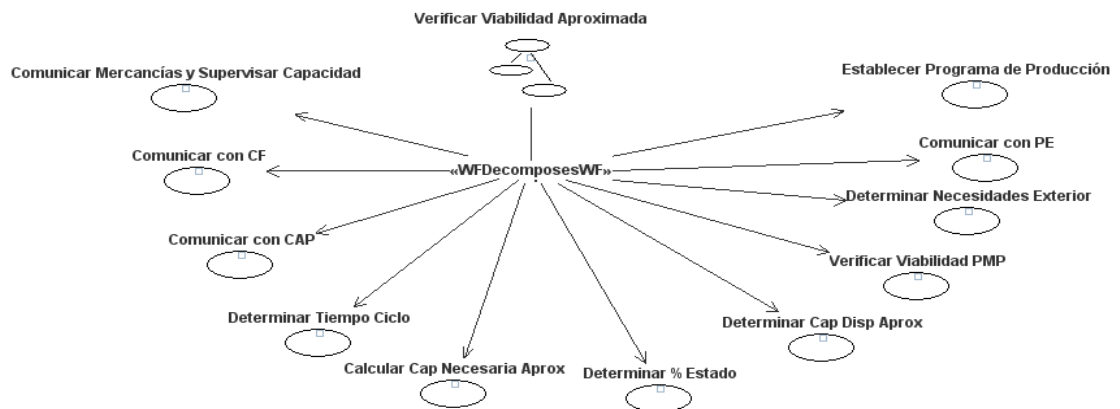 Verificar Viabilidad Aproximada
Comunicar Mercancías y Supervisar Capacidad
Establecer Programa de Producción
Comunicar con CF
Comunicar con PE
«WFDecomposesWF»
Determinar Necesidades Exterior
Comunicar con CAP
Verificar Viabilidad PMP
Determinar Tiempo Ciclo
Determinar Cap Disp Aprox
Calcular Cap Necesaria Aprox
Determinar % Estado